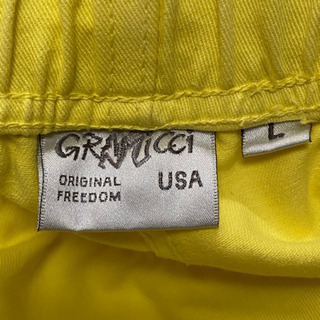 GRAMICCi
L
ORIGINAL USA
FREEDOM